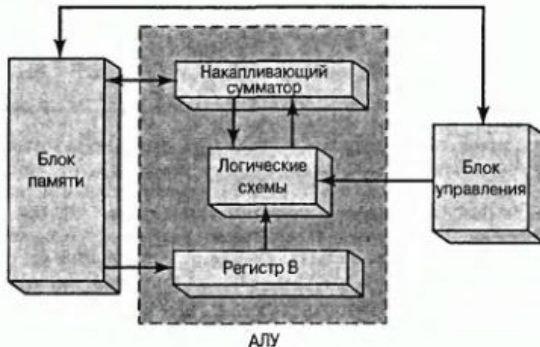 Накапливающий
сумматор
Блок
памяти
Логические
схемы
Блок
управления
Регистр В
АЛУ